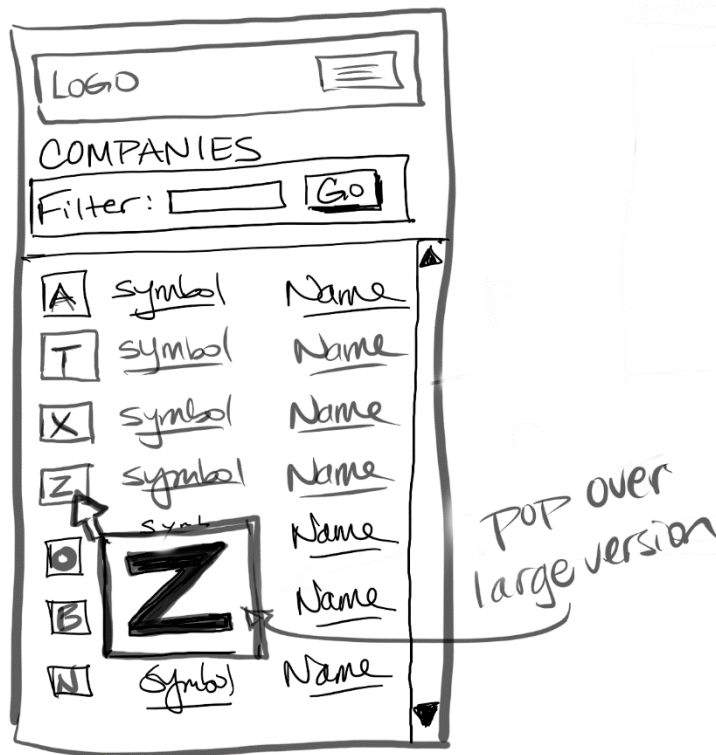 LOGO
COMPANIES
Filter: Go
A symbol Name
T symbol Name
X symbol Name
Z symbol Name
O symb Name
B Name
N Symbol Name
Z
POP over
large version